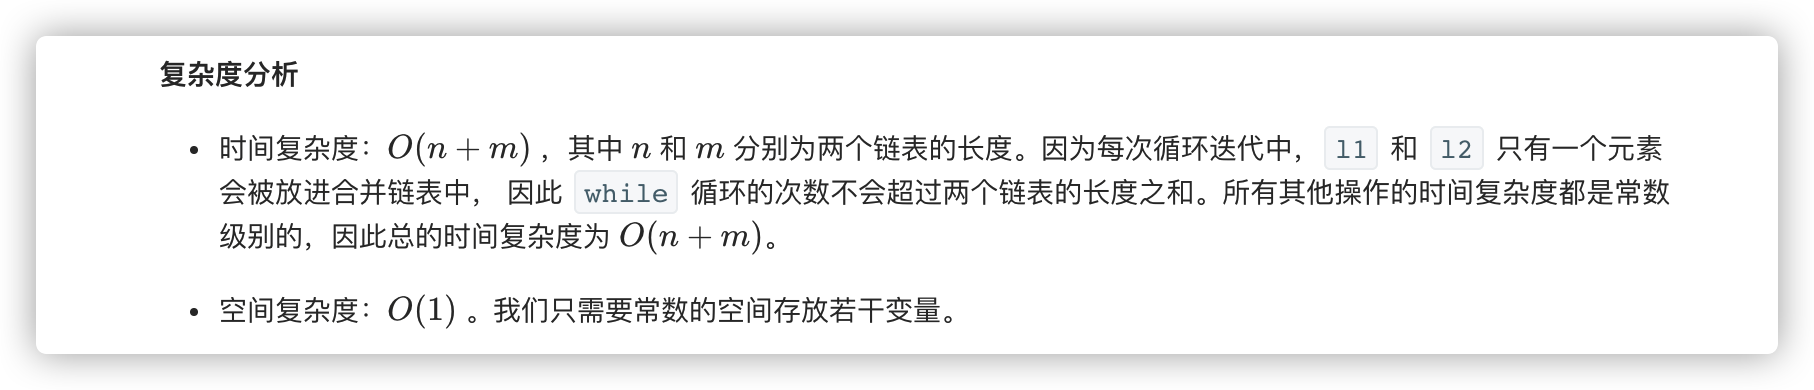 复杂度分析
• 时间复杂度：O(n + m) ，其中 n 和 m 分别为两个链表的长度。因为每次循环迭代中， l1 和 l2 只有一个元素
会被放进合并链表中， 因此 while 循环的次数不会超过两个链表的长度之和。所有其他操作的时间复杂度都是常数
级别的，因此总的时间复杂度为 O(n + m)。
• 空间复杂度：O(1) 。我们只需要常数的空间存放若干变量。